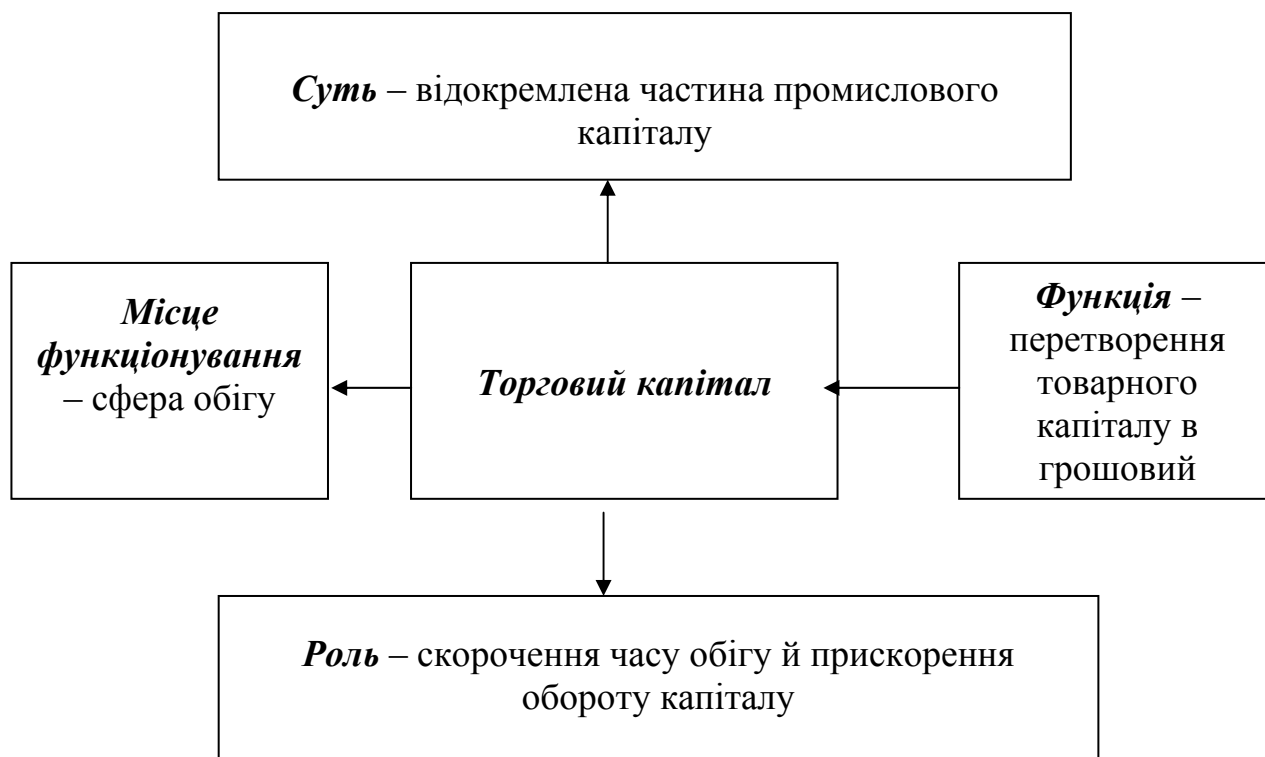 Суть – відокремлена частина промислового
капіталу
Місце
функціонування
– сфера обігу
Торговий капітал
Функція –
перетворення
товарного
капіталу в
грошовий
Роль – скорочення часу обігу й прискорення
обороту капіталу